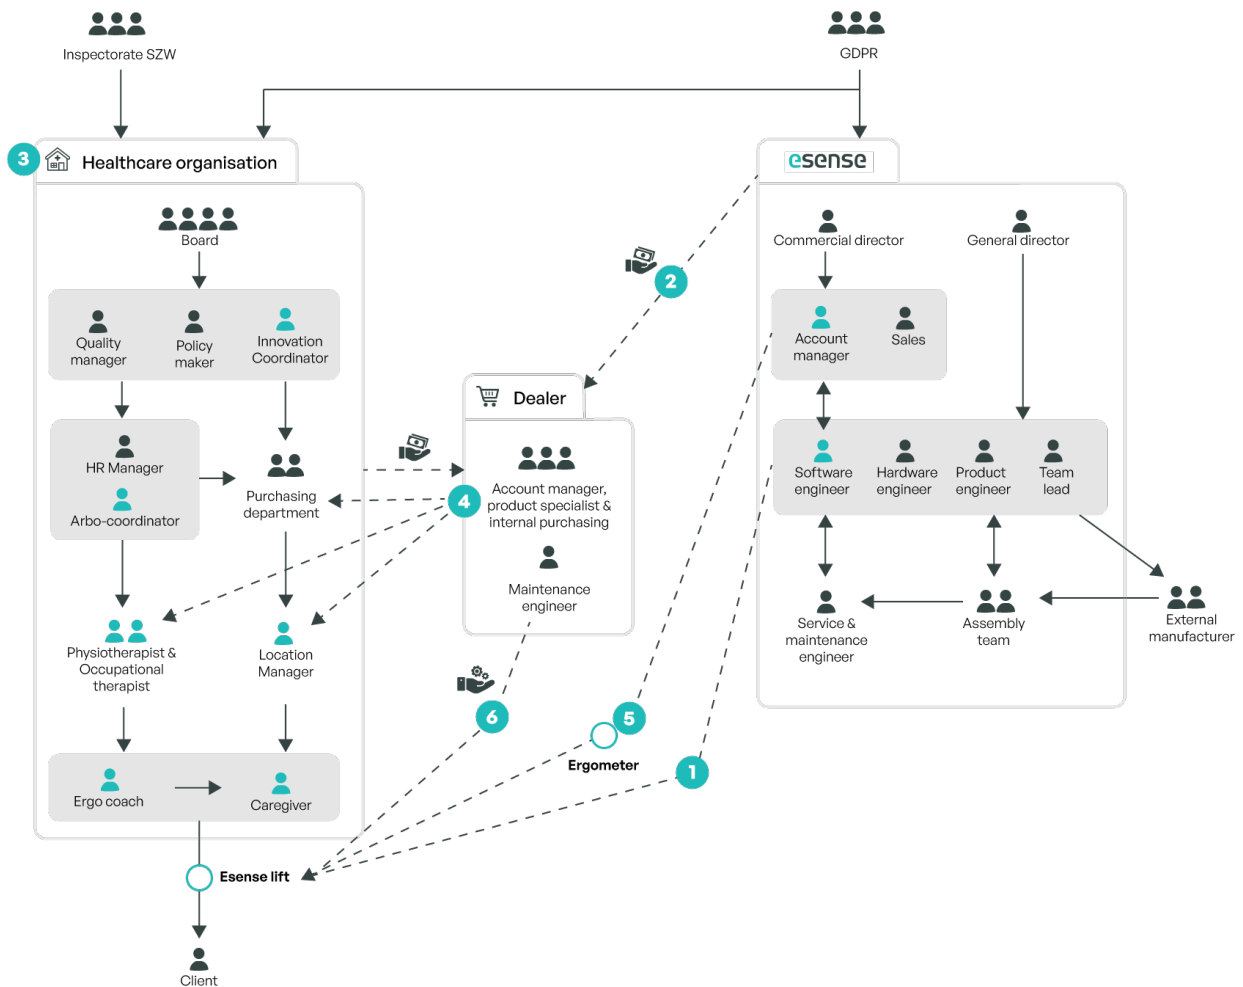 Inspectorate SZW
GDPR
3
Healthcare organisation
esense
Board
Commercial director
General director
2
Quality
manager
Policy
maker
Innovation
Coordinator
Account
manager
Sales
Dealer
HR Manager
Arbo-coordinator
Purchasing
department
4
Account manager,
product specialist &
internal purchasing
Maintenance
engineer
Software
engineer
Hardware
engineer
Product
engineer
Team
lead
Physiotherapist &
Occupational
therapist
Location
Manager
Service &
maintenance
engineer
Assembly
team
External
manufacturer
6
5
Ergometer
1
Ergo coach
Caregiver
Esense lift
Client